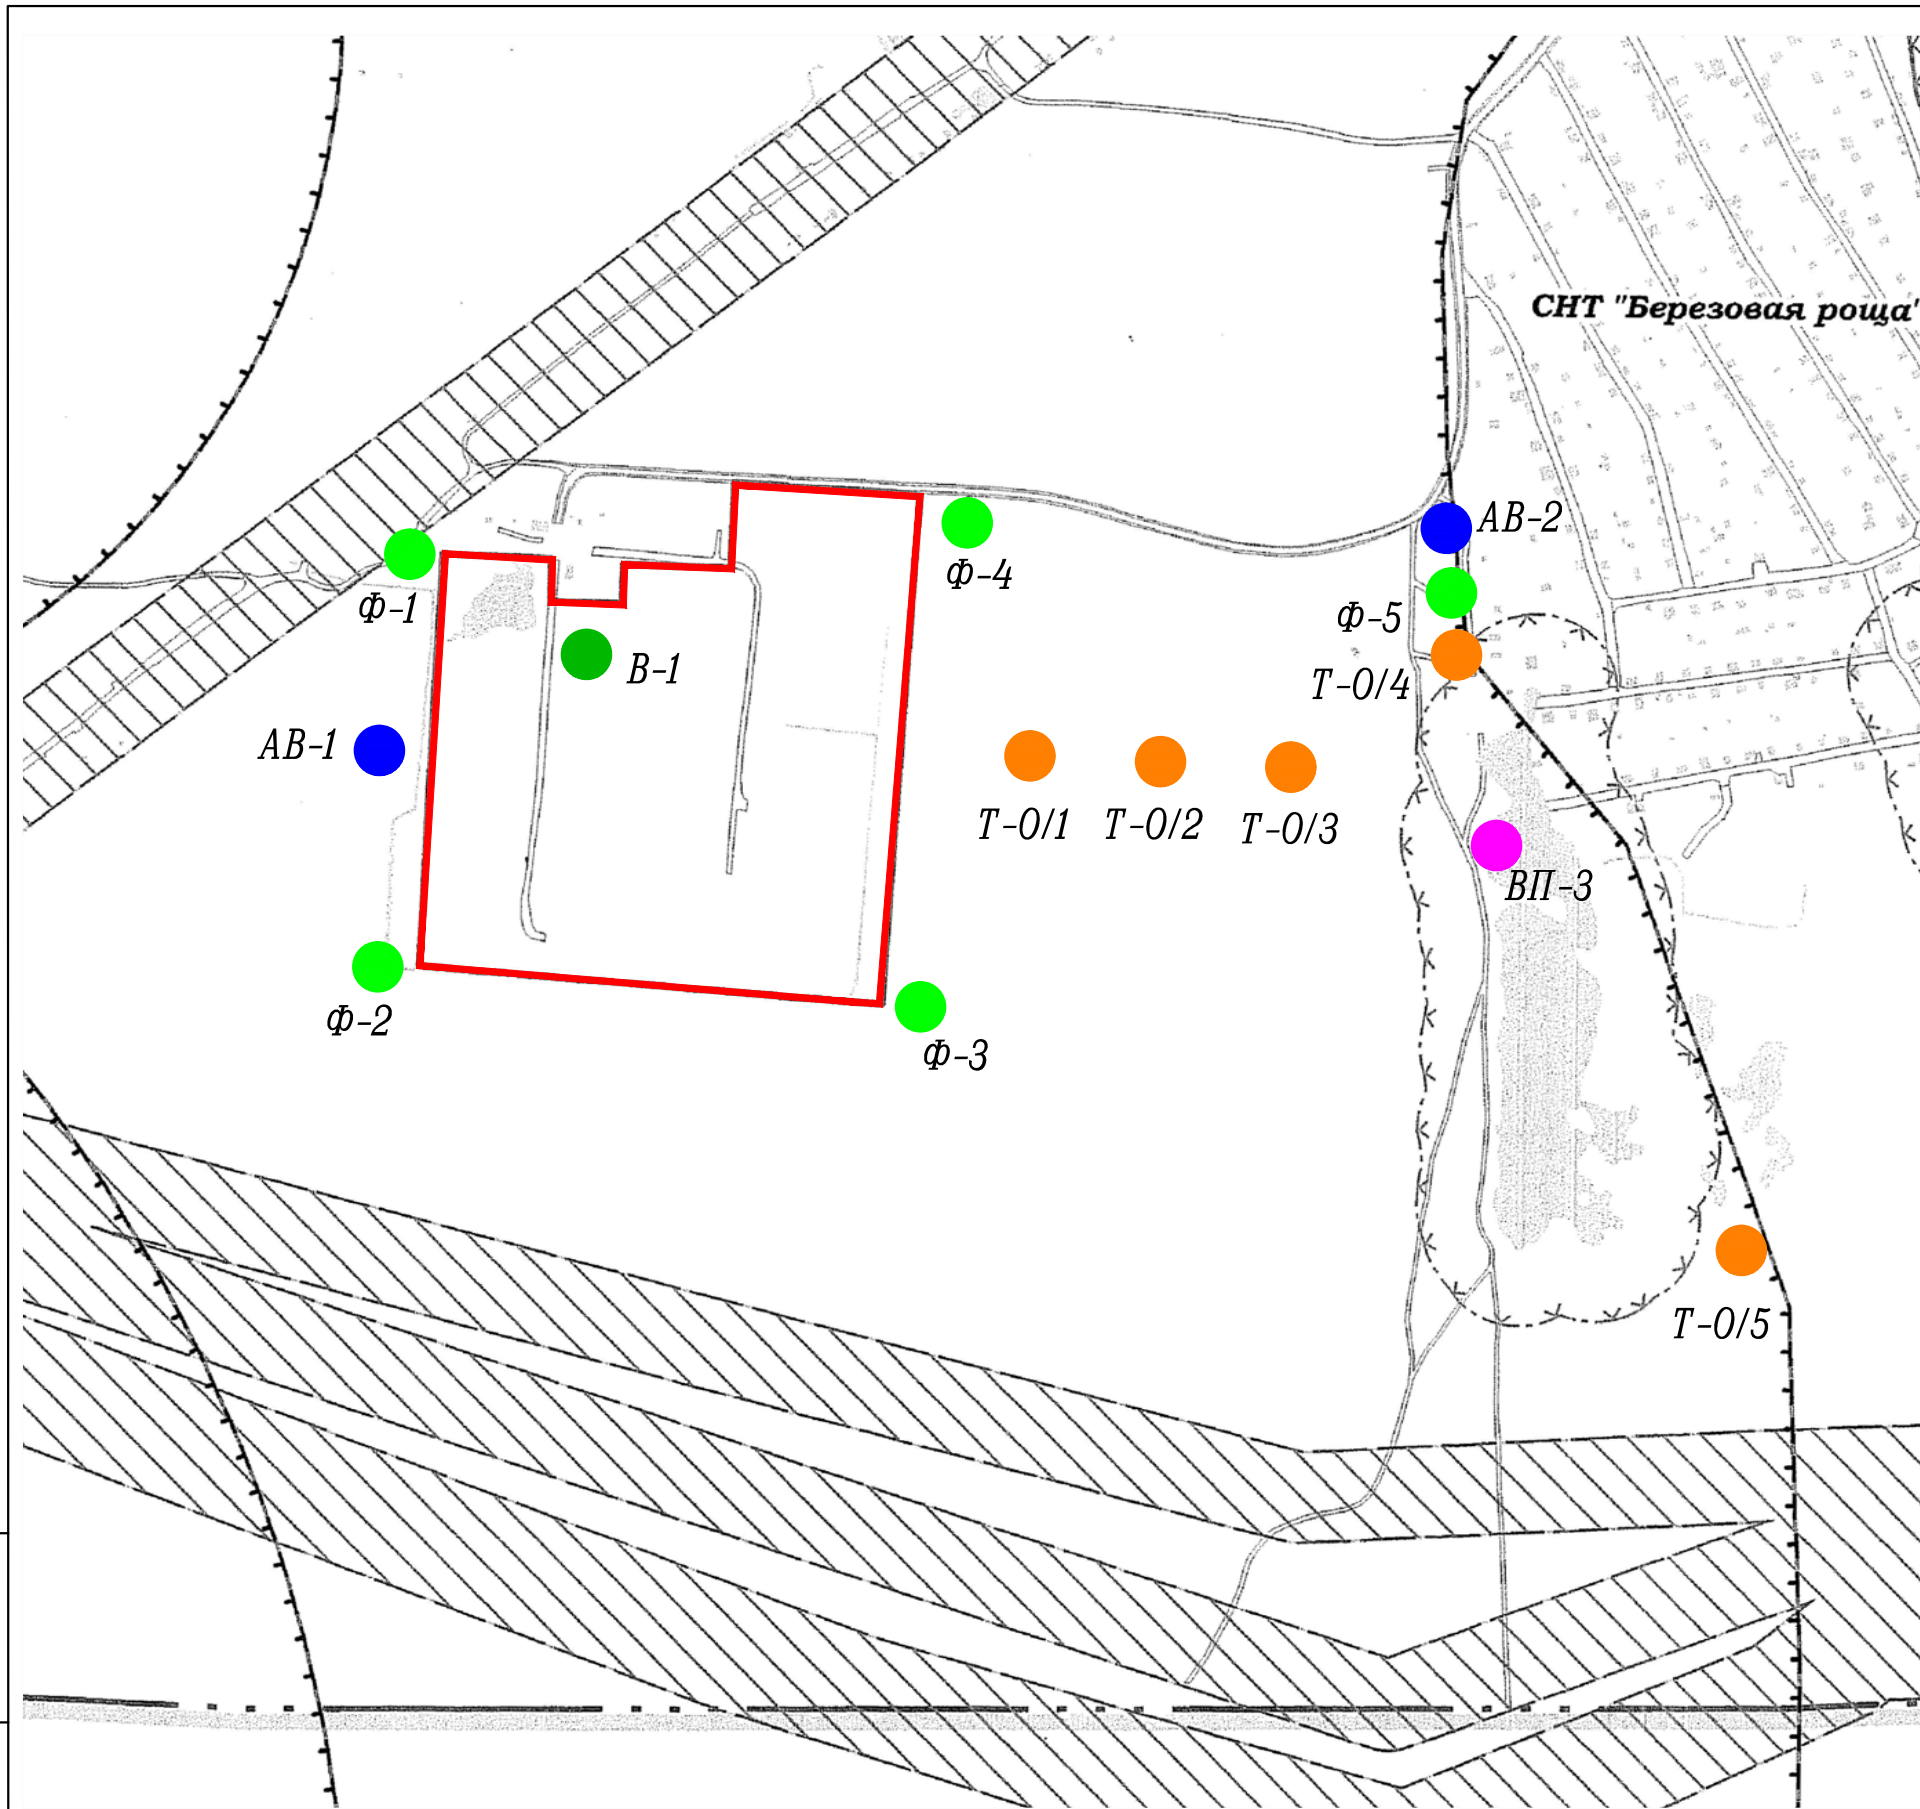 СНТ "Березовая роща"
АВ-2
Ф-4
Ф-1
Ф-5
В-1
Т-0/4
АВ-1
Т-0/1
Т-0/2
Т-0/3
ВП-3
Ф-2
Ф-3
Т-0/5